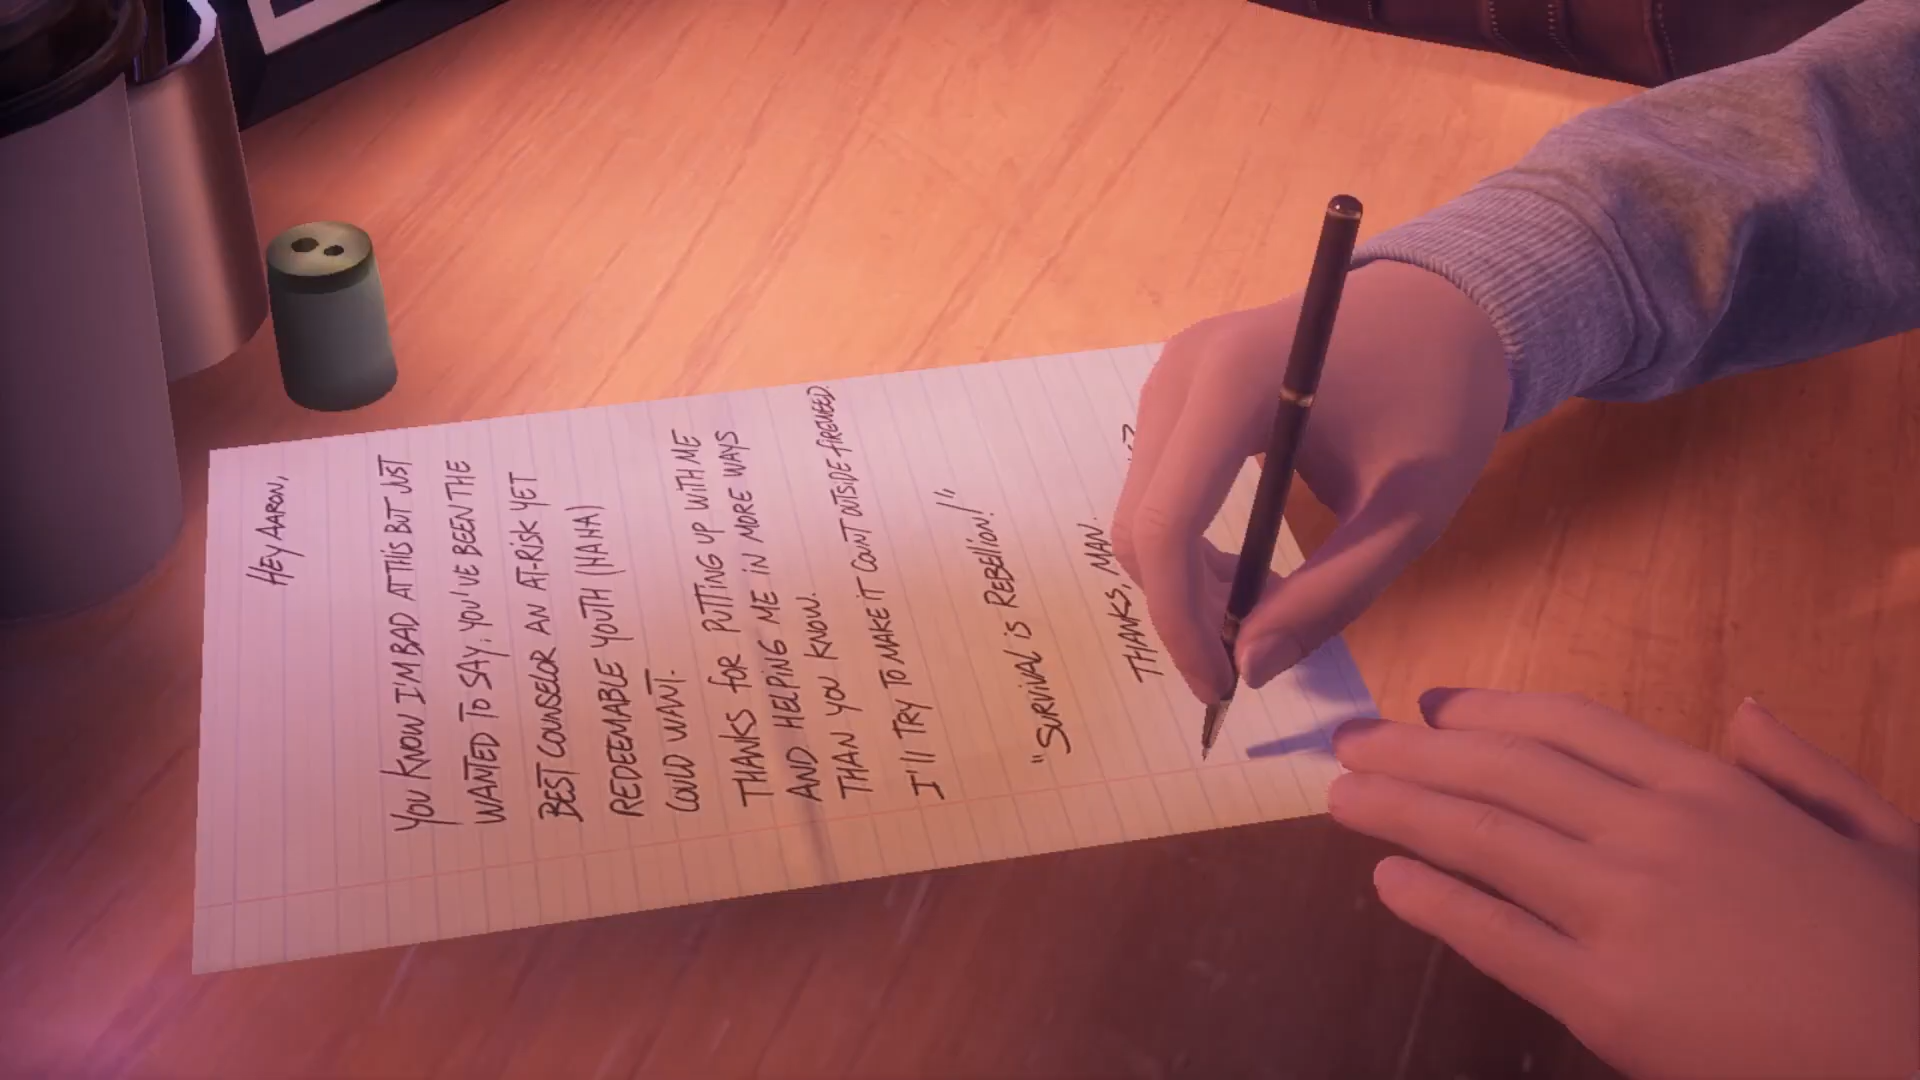 Hey Aaron,
You know I'm bad at this but just
wanted to say: you've been the
best counselor an at-risk yet
redeemable youth (haha)
could want.
Thanks for putting up with me
and helping me in more ways
than you know.
I'll try to make it count outside Fireweed.
"Survival is Rebellion!"
Thanks, man.